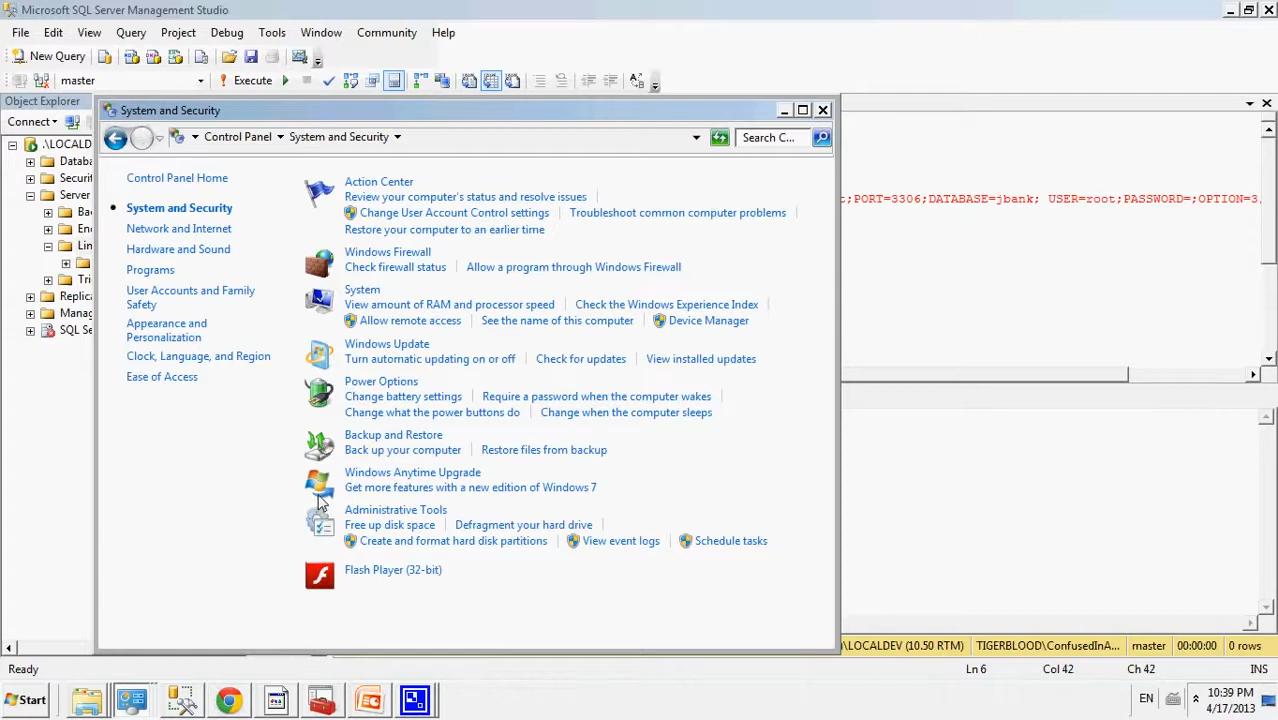 Microsoft SQL Server Management Studio
File Edit View Query Project Debug Tools Window Community Help
New Query
master Execute
Object Explorer
System and Security
Connect
Control Panel System and Security Search C...
.\LOCALD
Datab
Securit
Server
Ba
En
Lin
Tri
Replica
Manag
SQL Se
Control Panel Home
System and Security
Network and Internet
Hardware and Sound
Programs
User Accounts and Family
Safety
Appearance and
Personalization
Clock, Language, and Region
Ease of Access
Action Center
Review your computer's status and resolve issues
Change User Account Control settings Troubleshoot common computer problems
Restore your computer to an earlier time
Windows Firewall
Check firewall status Allow a program through Windows Firewall
System
View amount of RAM and processor speed Check the Windows Experience Index
Allow remote access See the name of this computer Device Manager
Windows Update
Turn automatic updating on or off Check for updates View installed updates
Power Options
Change battery settings Require a password when the computer wakes
Change what the power buttons do Change when the computer sleeps
Backup and Restore
Back up your computer Restore files from backup
Windows Anytime Upgrade
Get more features with a new edition of Windows 7
Administrative Tools
Free up disk space Defragment your hard drive
Create and format hard disk partitions View event logs Schedule tasks
Flash Player (32-bit)
;PORT=3306;DATABASE=jbank; USER=root;PASSWORD=;OPTION=3,
\LOCALDEV (10.50 RTM) TIGERBLOOD\ConfusedInA... master 00:00:00 0 rows
Ready Ln 6 Col 42 Ch 42 INS
Start EN 10:39 PM
4/17/2013